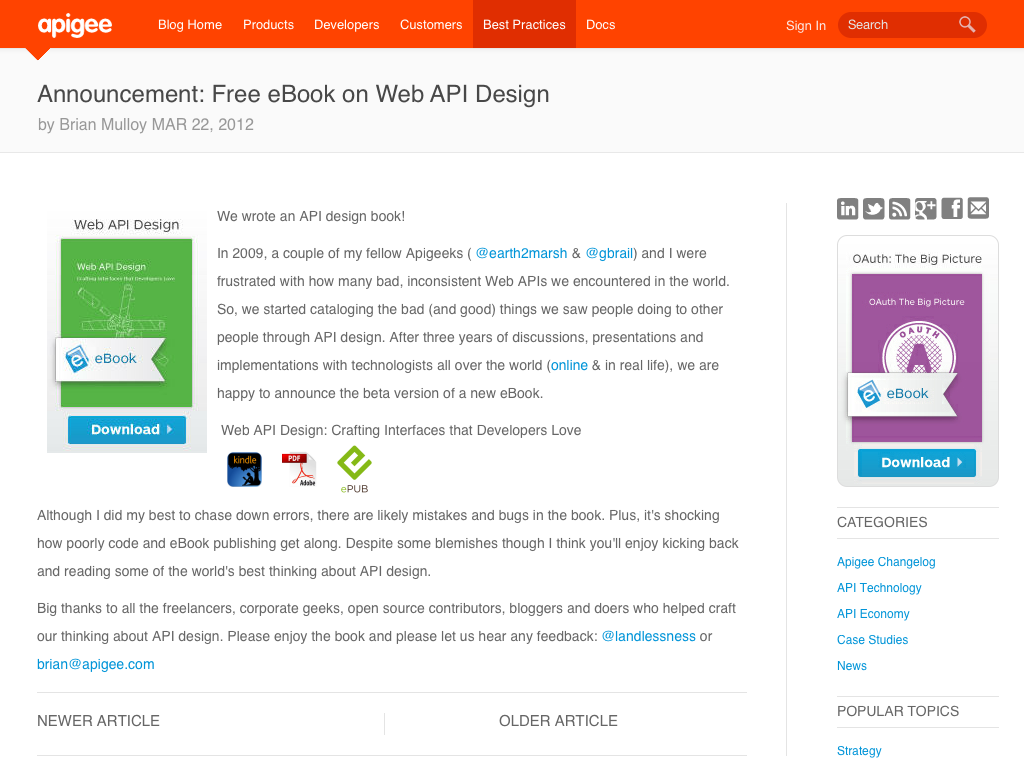 apigee
Blog Home
Products
Developers
Customers
Best Practices
Docs
Sign In
Search
Announcement: Free eBook on Web API Design
by Brian Mulloy MAR 22, 2012
Web API Design
Web API Design
Crafting Interfaces that Developers Love
eBook
Download
We wrote an API design book!
In 2009, a couple of my fellow Apigeeks ( @earth2marsh & @gbrail) and I were
frustrated with how many bad, inconsistent Web APIs we encountered in the world.
So, we started cataloging the bad (and good) things we saw people doing to other
people through API design. After three years of discussions, presentations and
implementations with technologists all over the world (online & in real life), we are
happy to announce the beta version of a new eBook.
Web API Design: Crafting Interfaces that Developers Love
kindle
PDF
Adobe
ePUB
Although I did my best to chase down errors, there are likely mistakes and bugs in the book. Plus, it's shocking
how poorly code and eBook publishing get along. Despite some blemishes though I think you'll enjoy kicking back
and reading some of the world's best thinking about API design.
Big thanks to all the freelancers, corporate geeks, open source contributors, bloggers and doers who helped craft
our thinking about API design. Please enjoy the book and please let us hear any feedback: @landlessness or
brian@apigee.com
NEWER ARTICLE
OLDER ARTICLE
in
g+
f
OAuth: The Big Picture
OAuth The Big Picture
OAUTH
A
eBook
Download
CATEGORIES
Apigee Changelog
API Technology
API Economy
Case Studies
News
POPULAR TOPICS
Strategy